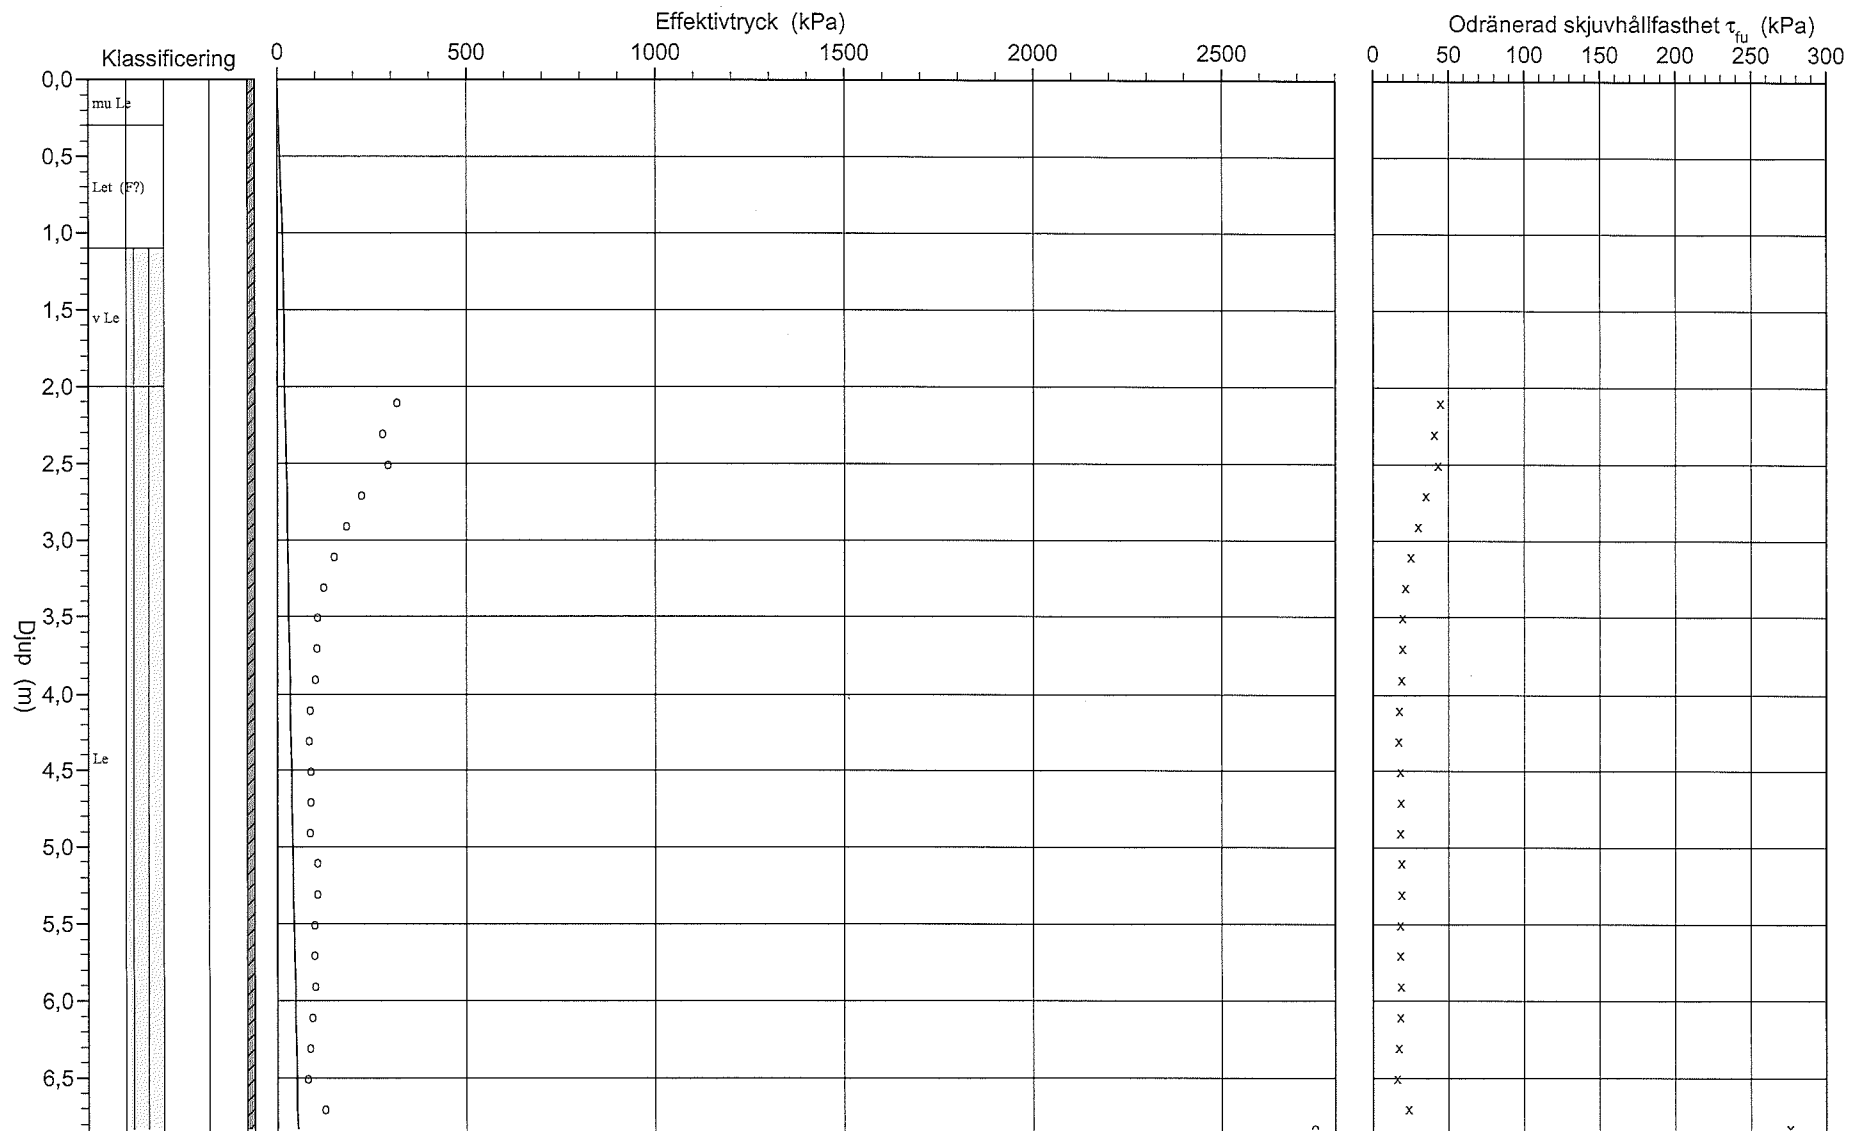 Effektivtryck (kPa)
Odränerad skjuvhållfasthet τfu (kPa)
Klassificering
0 500 1000 1500 2000 2500
0 50 100 150 200 250 300
0,0
mu Le
0,5
Let (F?)
1,0
1,5
v Le
2,0
2,5
3,0
3,5
Djup (m)
4,0
4,5
Le
5,0
5,5
6,0
6,5